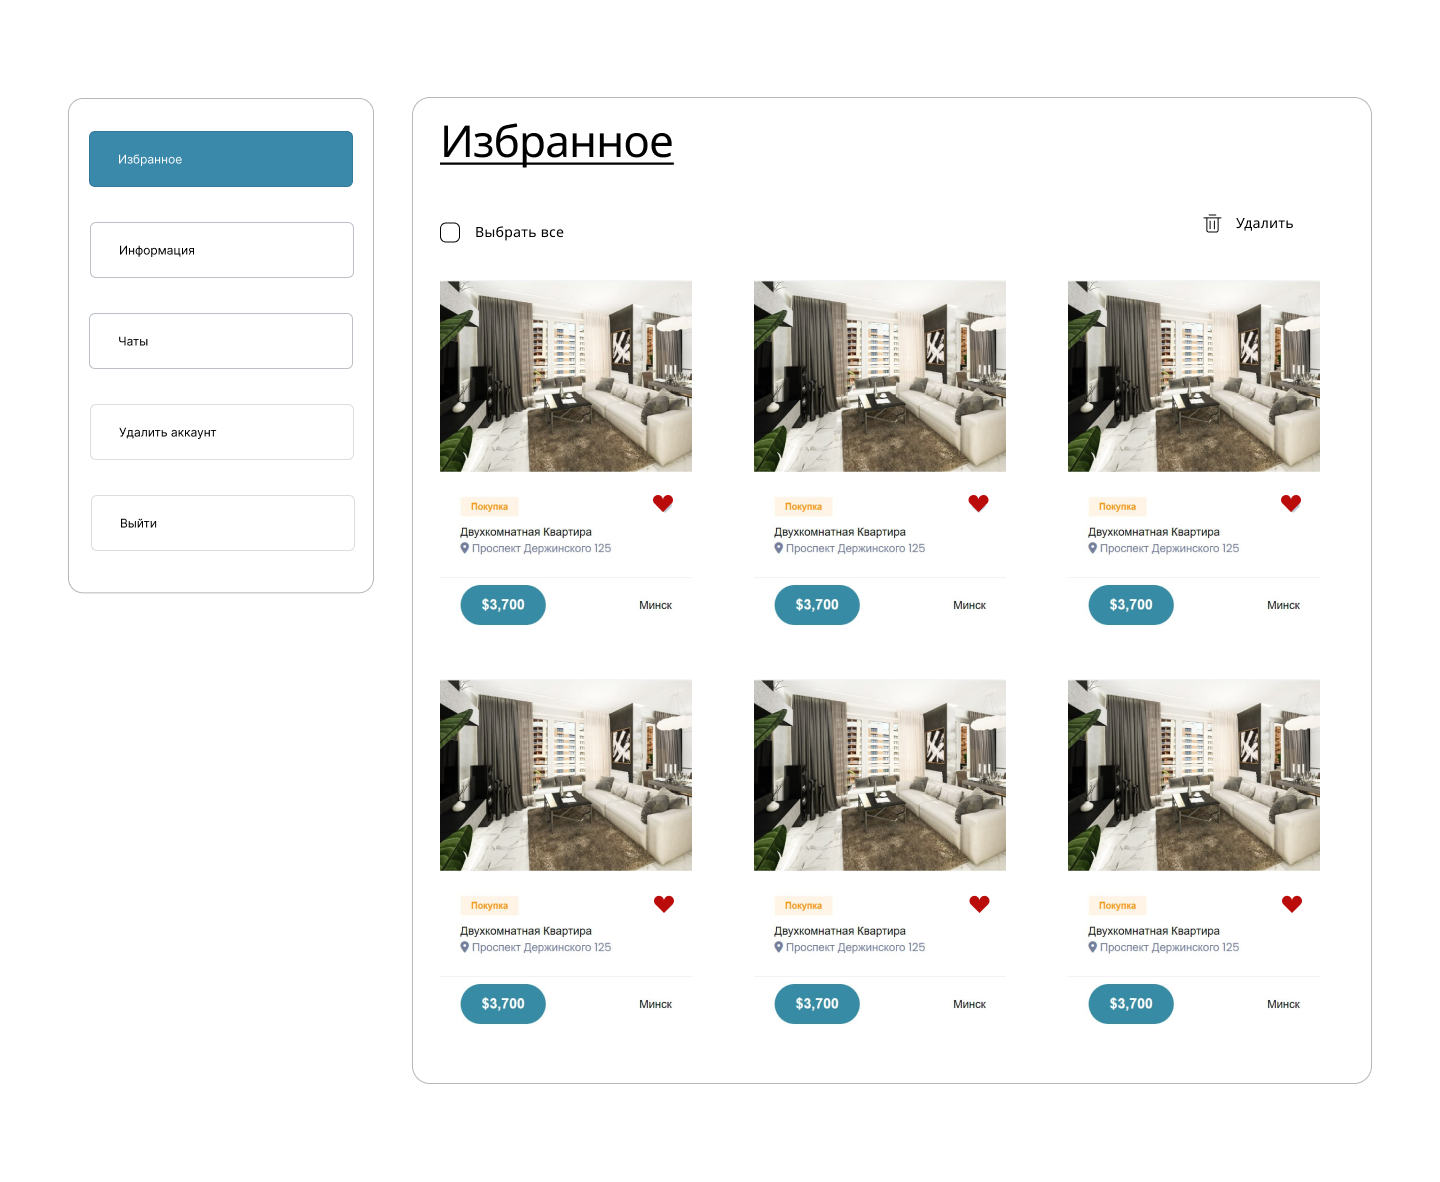 Избранное
Информация
Чаты
Удалить аккаунт
Выйти
Избранное
Выбрать все
Удалить
Покупка
Двухкомнатная Квартира
Проспект Держинского 125
$3,700 Минск
Покупка
Двухкомнатная Квартира
Проспект Держинского 125
$3,700 Минск
Покупка
Двухкомнатная Квартира
Проспект Держинского 125
$3,700 Минск
Покупка
Двухкомнатная Квартира
Проспект Держинского 125
$3,700 Минск
Покупка
Двухкомнатная Квартира
Проспект Держинского 125
$3,700 Минск
Покупка
Двухкомнатная Квартира
Проспект Держинского 125
$3,700 Минск